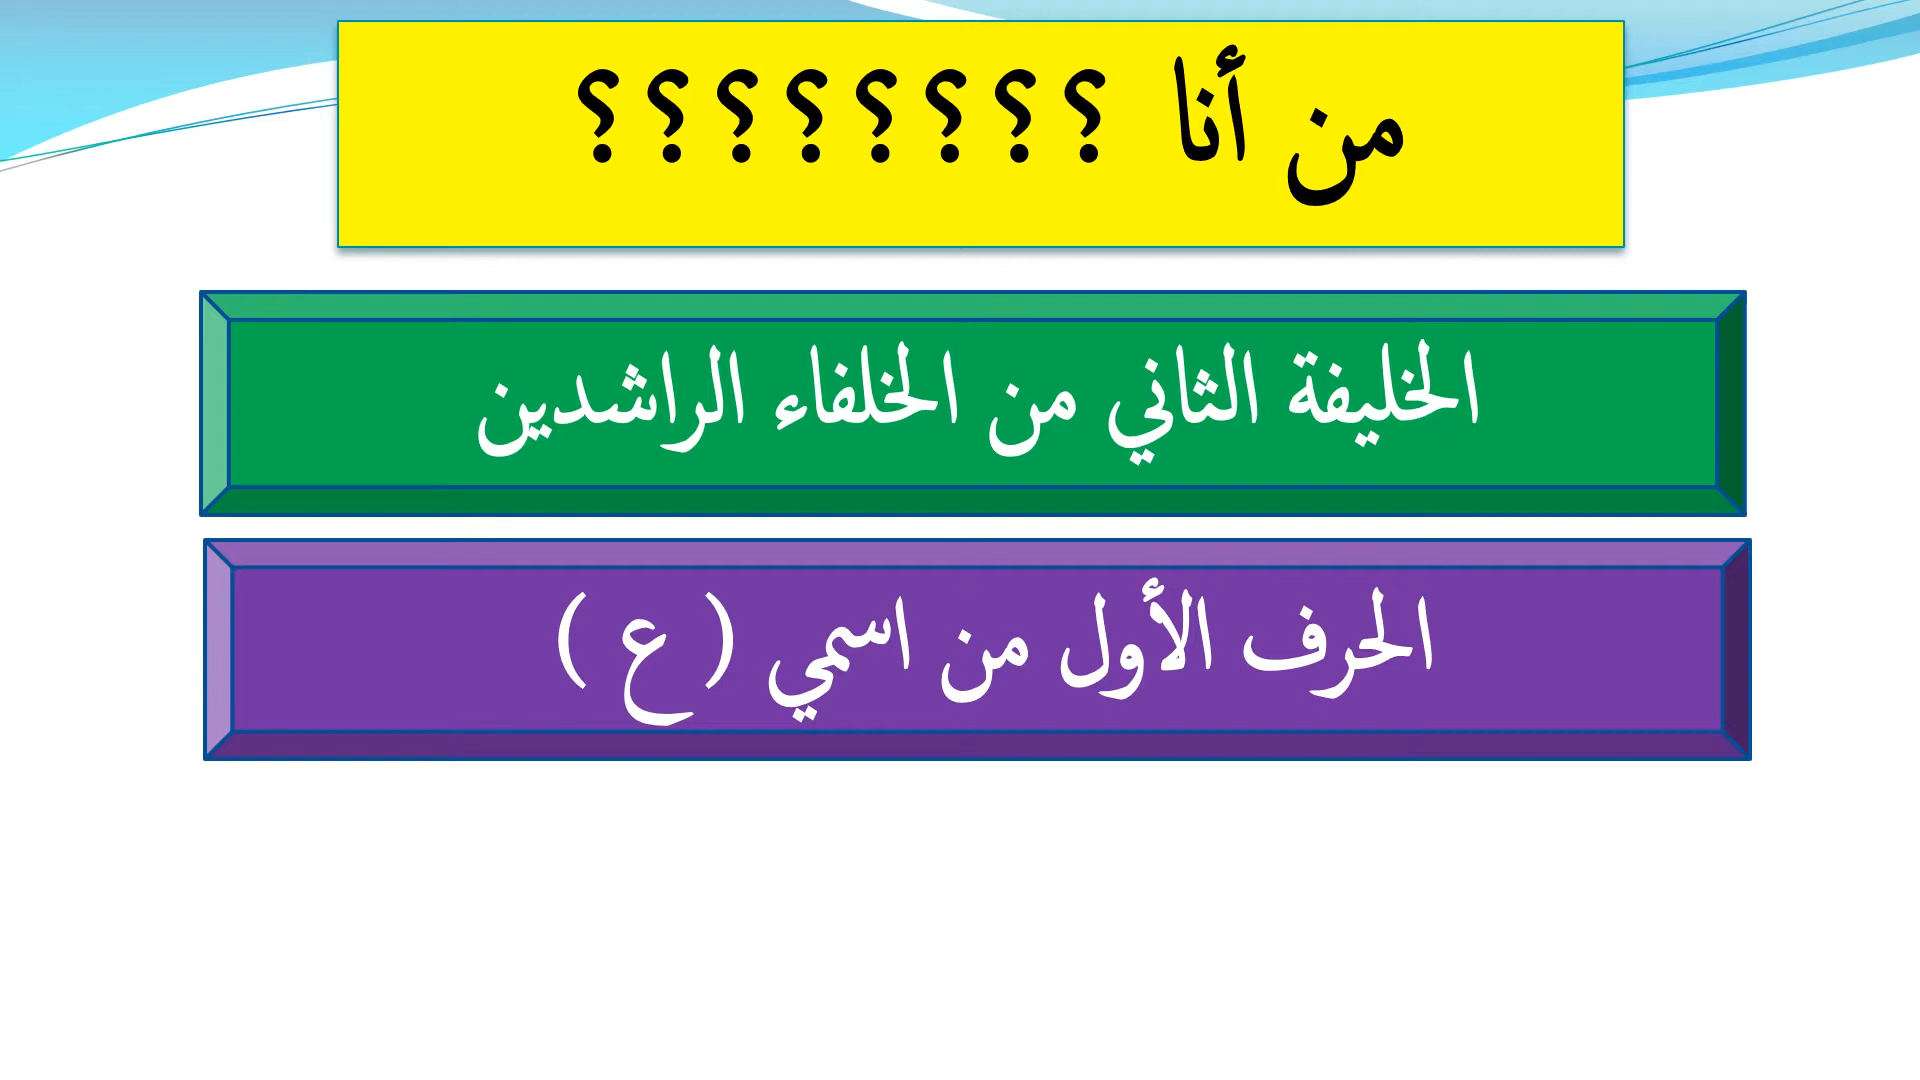 من أنا ؟؟؟؟؟؟؟؟
الخليفة الثاني من الخلفاء الراشدين
الحرف الأول من اسمي ( ع )